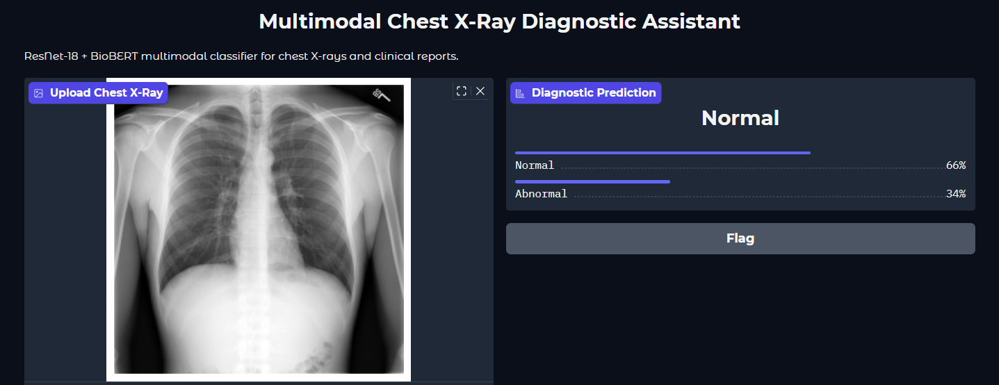 Multimodal Chest X-Ray Diagnostic Assistant
ResNet-18 + BioBERT multimodal classifier for chest X-rays and clinical reports.
Upload Chest X-Ray
Diagnostic Prediction
Normal
Normal 66%
Abnormal 34%
Flag